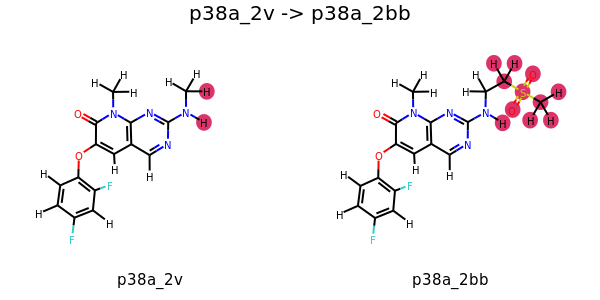 p38a_2v -> p38a_2bb
H H H H O S O H H H
H H H H H H H
O N N N H O N N N H
N N
O H H O H H
H F H F
H H H H
F F
p38a_2v p38a_2bb